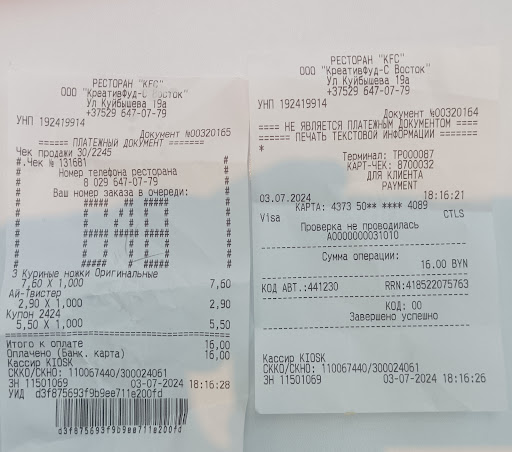 РЕСТОРАН "KFC"
ООО "КреативФуд-С Восток"
Ул Куйбышева 19а
+37529 647-07-79
УНП 192419914
Документ №00320165
====== ПЛАТЕЖНЫЙ ДОКУМЕНТ =======
Чек продажи 30/2245
#.Чек № 131681 #
# Номер телефона ресторана #
# 8 029 647-07-79 #
# Ваш номер заказа в очереди: #
3 Куриные ножки Оригинальные
7,60 X 1,000 7,60
Ай-Твистер
2,90 X 1,000 2,90
Купон 2424
5,50 X 1,000 5,50
Итого к оплате 16,00
Оплачено (Банк. карта) 16,00
Кассир KIOSK
СККО/СКНО: 110067440/300024061
ЗН 11501069 03-07-2024 18:16:28
УИД d3f875693f9b9ee711e200fd
d3f875693f9b9ee711e200fd
РЕСТОРАН "KFC"
ООО "КреативФуд-С Восток"
Ул Куйбышева 19а
+37529 647-07-79
УНП 192419914
Документ №00320164
==== НЕ ЯВЛЯЕТСЯ ПЛАТЕЖНЫМ ДОКУМЕНТОМ ====
====== ПЕЧАТЬ ТЕКСТОВОЙ ИНФОРМАЦИИ =======
*
Терминал: TP000087
КАРТ-ЧЕК: 8700032
ДЛЯ КЛИЕНТА
PAYMENT
03.07.2024 18:16:21
КАРТА: 4373 50** **** 4089
Visa CTLS
Проверка не проводилась
A0000000031010
Сумма операции:
16.00 BYN
КОД АВТ.:441230 RRN:418522075763
КОД: 00
Завершено успешно
Кассир KIOSK
СККО/СКНО: 110067440/300024061
ЗН 11501069 03-07-2024 18:16:26